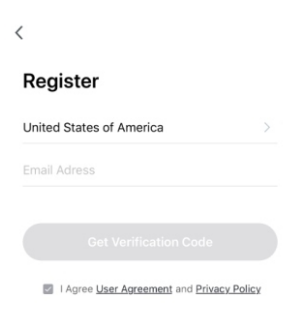 Register
United States of America
Email Adress
Get Verification Code
I Agree User Agreement and Privacy Policy